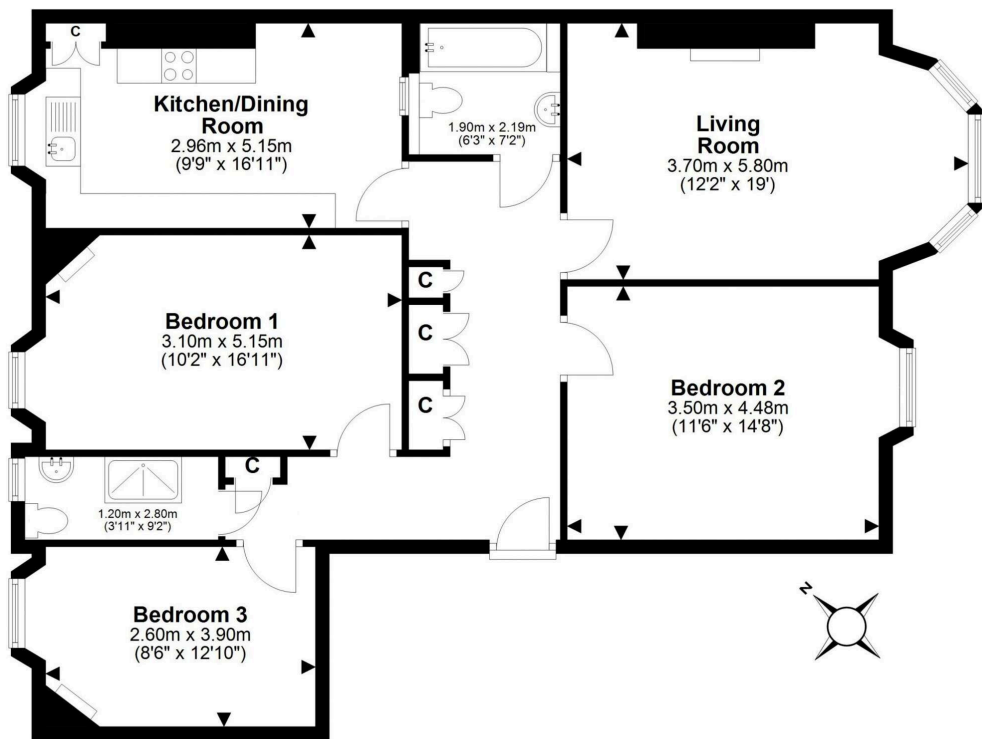 C
Kitchen/Dining
Room
2.96m x 5.15m
(9'9" x 16'11")
1.90m x 2.19m
(6'3" x 7'2")
Living
Room
3.70m x 5.80m
(12'2" x 19')
C
C
C
Bedroom 1
3.10m x 5.15m
(10'2" x 16'11")
Bedroom 2
3.50m x 4.48m
(11'6" x 14'8")
C
1.20m x 2.80m
(3'11" x 9'2")
Bedroom 3
2.60m x 3.90m
(8'6" x 12'10")
N